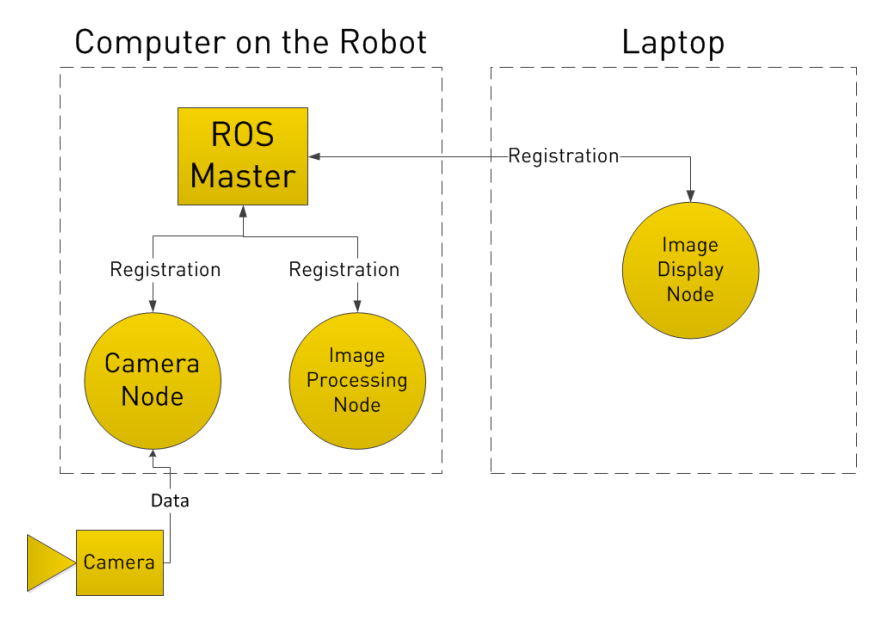 Computer on the Robot
Laptop
ROS
Master
Registration
Registration
Registration
Image
Display
Node
Camera
Node
Image
Processing
Node
Data
Camera